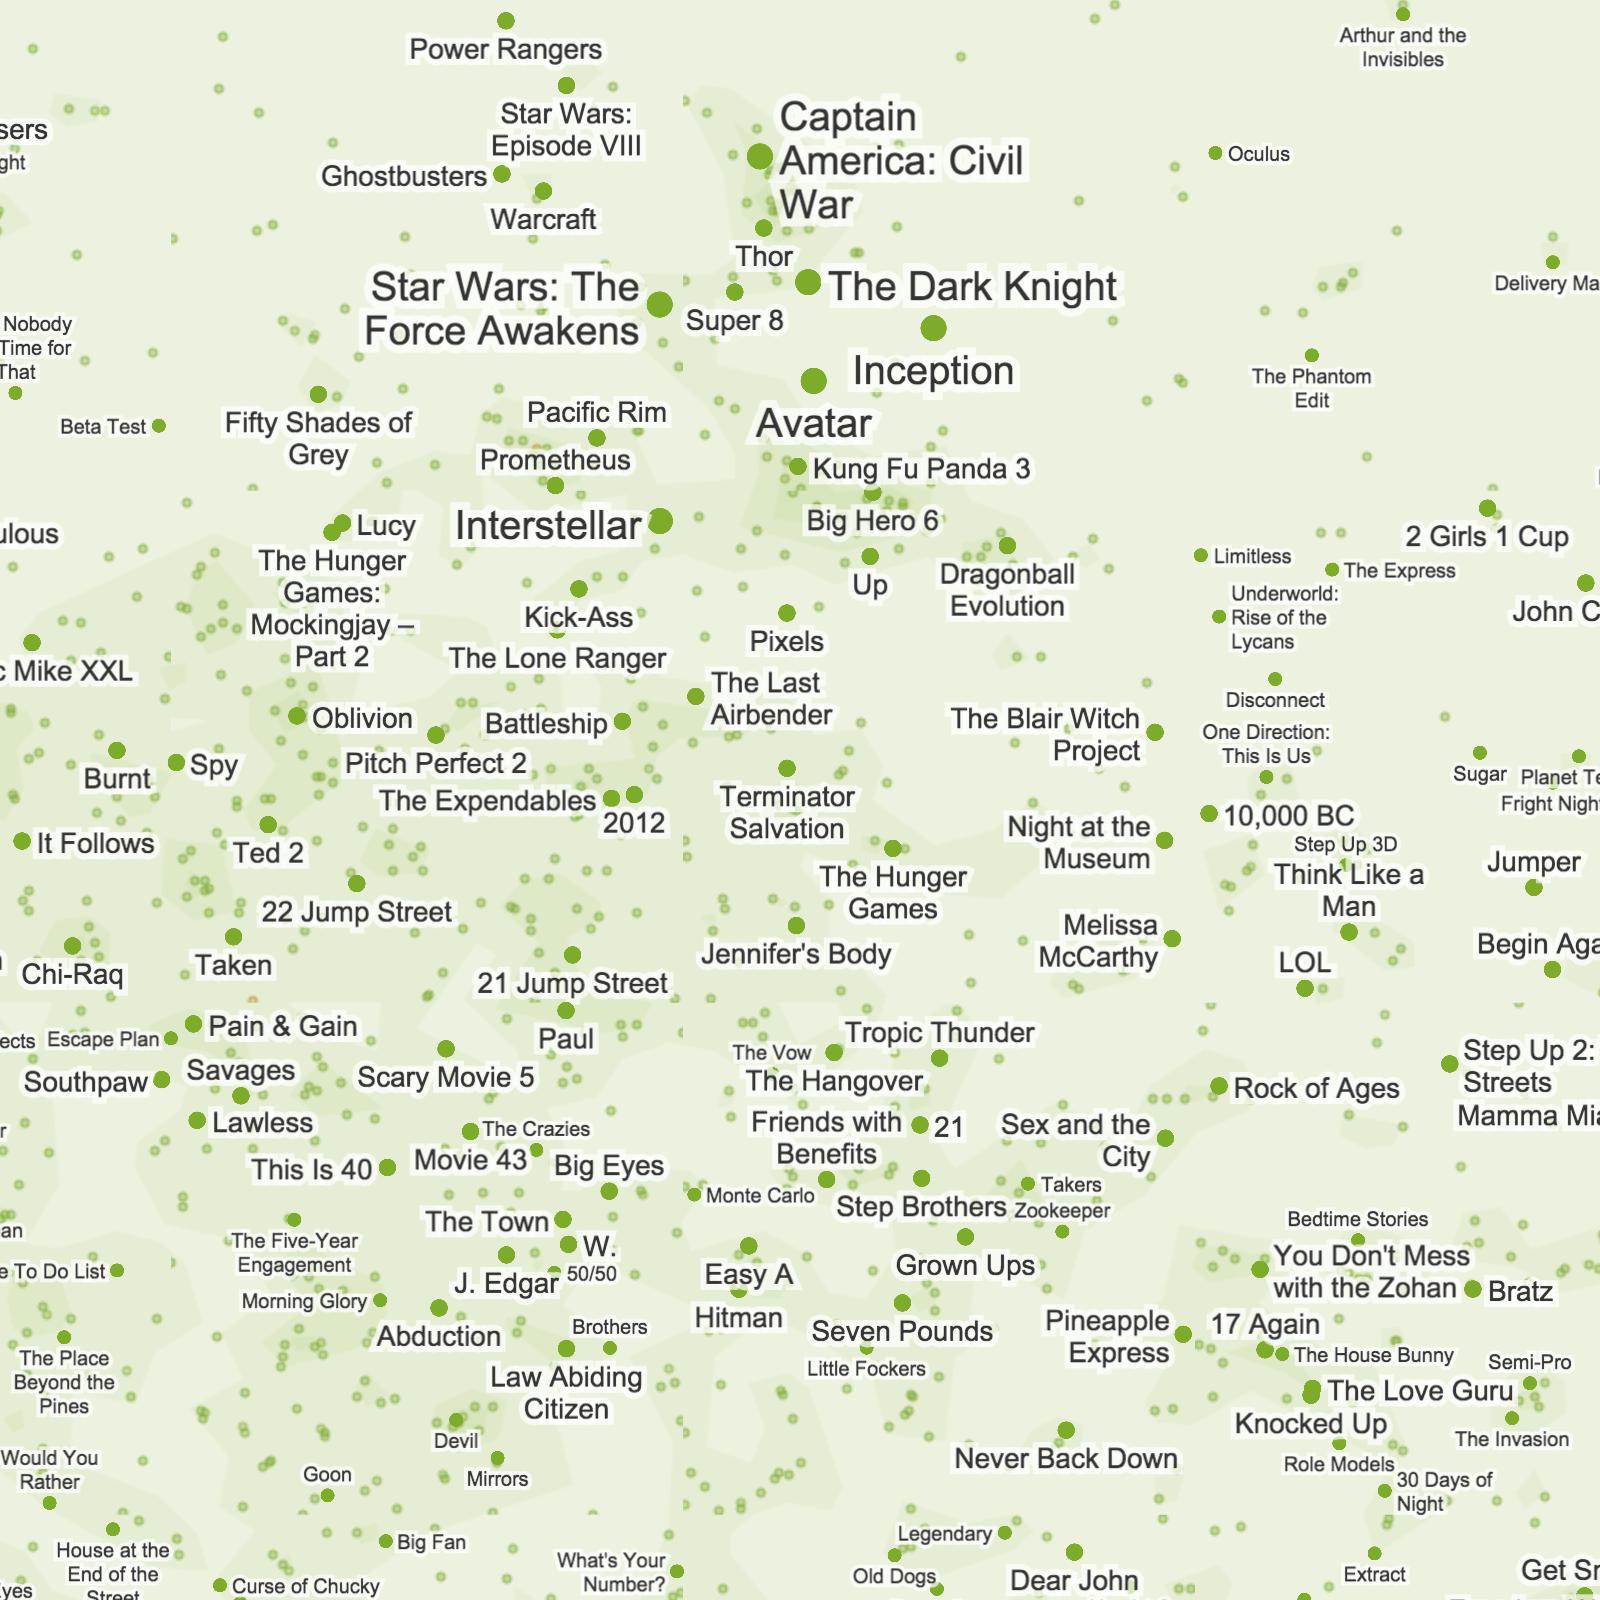 Power Rangers
Arthur and the
Invisibles
Star Wars:
Episode VIII
Captain
America: Civil
War
sers
ght
Oculus
Ghostbusters
Warcraft
Thor
Star Wars: The
Force Awakens
The Dark Knight
Super 8
Delivery Ma
Nobody
Time for
That
Inception
The Phantom
Edit
Beta Test
Fifty Shades of
Grey
Pacific Rim
Avatar
Prometheus
Kung Fu Panda 3
Lucy
Interstellar
Big Hero 6
2 Girls 1 Cup
ulous
The Hunger
Games:
Mockingjay –
Part 2
Up
Dragonball
Evolution
Limitless
The Express
Underworld:
Rise of the
Lycans
John C
Kick-Ass
Pixels
The Lone Ranger
c Mike XXL
The Last
Airbender
Disconnect
Oblivion
Battleship
The Blair Witch
Project
One Direction:
This Is Us
Pitch Perfect 2
Burnt
Spy
Sugar
Planet Te
Fright Night
The Expendables
2012
Terminator
Salvation
10,000 BC
Night at the
Museum
Step Up 3D
It Follows
Ted 2
Think Like a
Man
Jumper
The Hunger
Games
22 Jump Street
Melissa
McCarthy
Jennifer's Body
Begin Aga
Chi-Raq
Taken
LOL
21 Jump Street
Pain & Gain
Paul
Tropic Thunder
ects
Escape Plan
The Vow
Step Up 2:
Streets
Southpaw
Savages
Scary Movie 5
The Hangover
Rock of Ages
Lawless
The Crazies
Friends with
Benefits
21
Sex and the
City
Mamma Mia
r
This Is 40
Movie 43
Big Eyes
Monte Carlo
Step Brothers
Takers
Zookeeper
an
The Town
Bedtime Stories
The Five-Year
Engagement
W.
You Don't Mess
with the Zohan
e To Do List
J. Edgar
50/50
Easy A
Grown Ups
Bratz
Morning Glory
Hitman
Abduction
Brothers
Seven Pounds
Pineapple
Express
17 Again
The Place
Beyond the
Pines
Little Fockers
The House Bunny
Semi-Pro
Law Abiding
Citizen
The Love Guru
Knocked Up
Devil
The Invasion
Would You
Rather
Goon
Mirrors
Never Back Down
Role Models
30 Days of
Night
Legendary
Big Fan
House at the
End of the
Street
What's Your
Number?
Old Dogs
Dear John
Extract
Get Sm
yes
Curse of Chucky